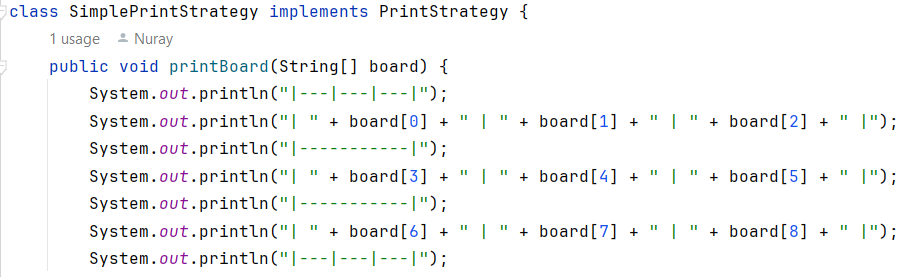 class SimplePrintStrategy implements PrintStrategy {
1 usage Nuray
public void printBoard(String[] board) {
System.out.println("|---|---|---|");
System.out.println("| " + board[0] + " | " + board[1] + " | " + board[2] + " |");
System.out.println("|-----------|");
System.out.println("| " + board[3] + " | " + board[4] + " | " + board[5] + " |");
System.out.println("|-----------|");
System.out.println("| " + board[6] + " | " + board[7] + " | " + board[8] + " |");
System.out.println("|---|---|---|");